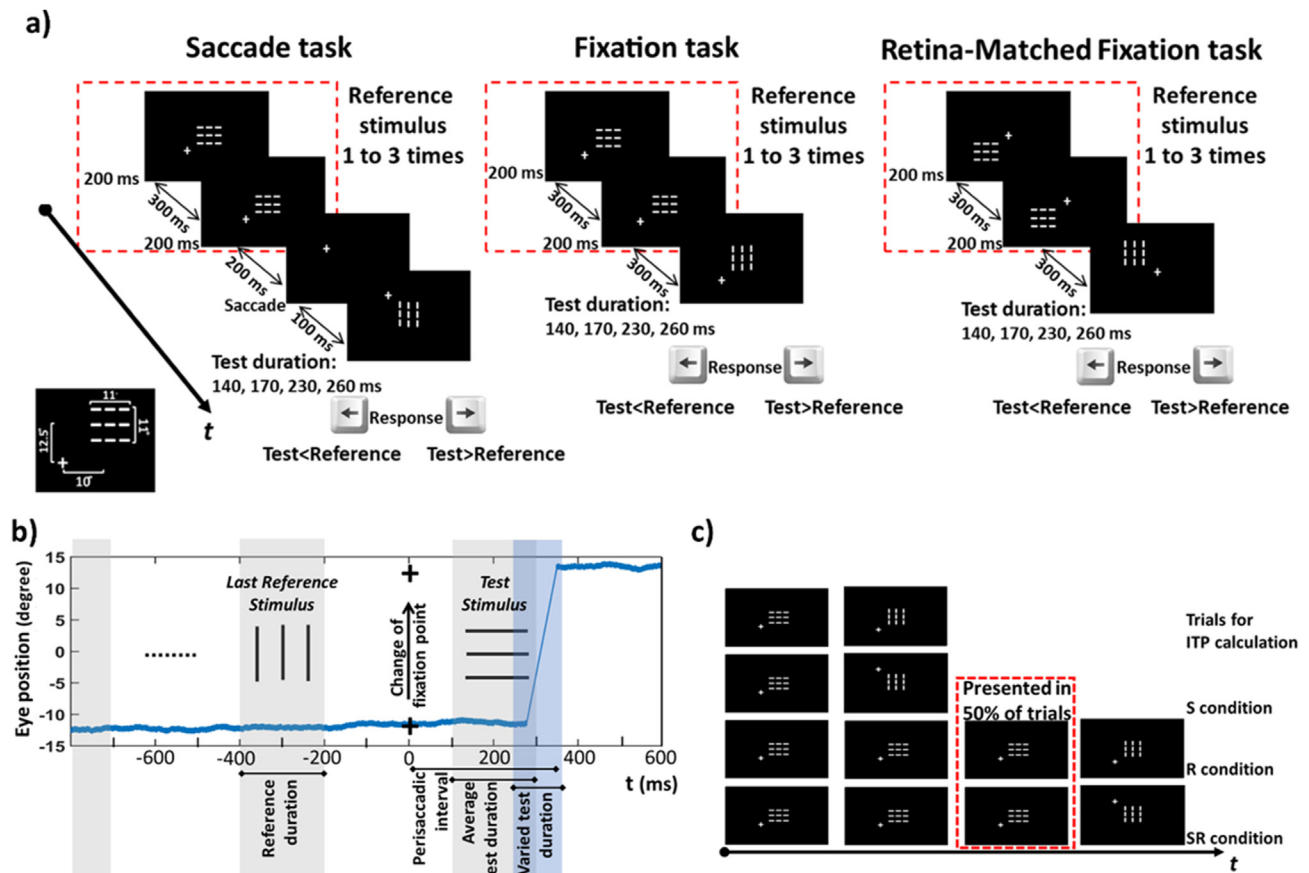 a)
Saccade task
Reference
stimulus
1 to 3 times
200 ms
300 ms
200 ms
200 ms
Saccade
100 ms
Test duration:
140, 170, 230, 260 ms
Response
Test<Reference
Test>Reference
Fixation task
Reference
stimulus
1 to 3 times
200 ms
300 ms
200 ms
300 ms
Test duration:
140, 170, 230, 260 ms
Response
Test<Reference
Test>Reference
Retina-Matched Fixation task
Reference
stimulus
1 to 3 times
200 ms
300 ms
200 ms
300 ms
Test duration:
140, 170, 230, 260 ms
Response
Test<Reference
Test>Reference
t
11°
11°
12.5°
10°
b)
Eye position (degree)
15
10
5
0
-5
-10
-15
Last Reference
Stimulus
Change of
fixation point
Test
Stimulus
-600
-400
-200
0
200
400
600
t (ms)
Reference
duration
Perisaccadic
interval
Average
test duration
Varied test
duration
c)
Trials for
ITP calculation
S condition
Presented in
50% of trials
R condition
SR condition
t